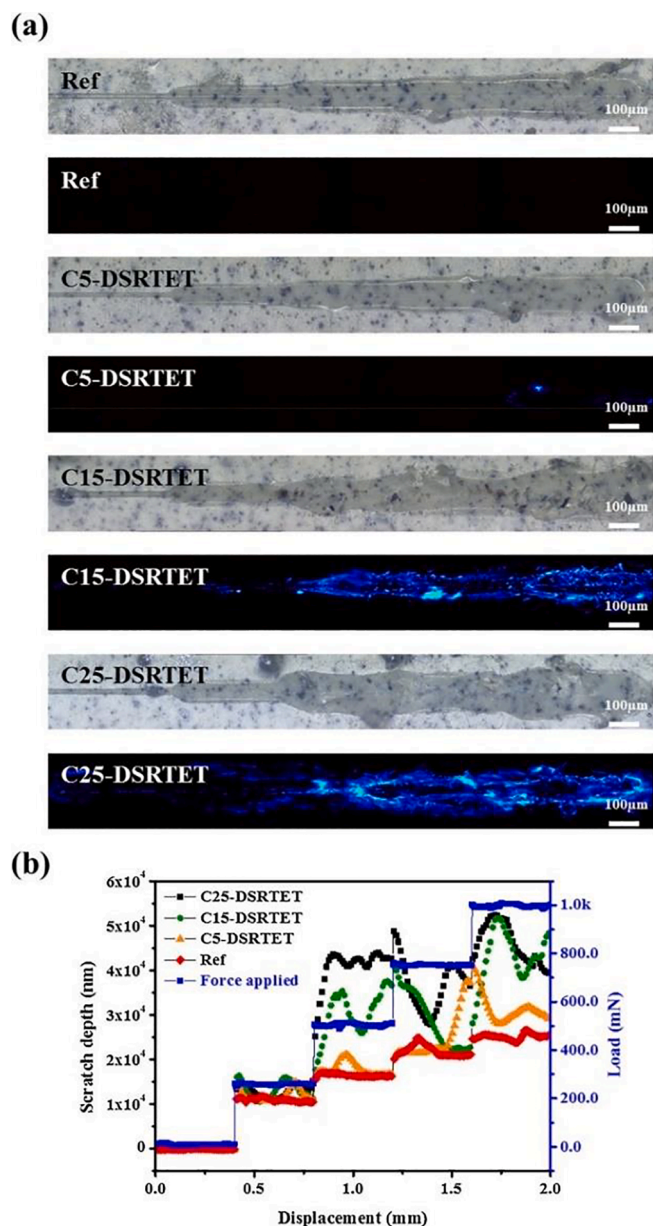 (a)
Ref
100μm
Ref
100μm
C5-DSRTET
100μm
C5-DSRTET
100μm
C15-DSRTET
100μm
C15-DSRTET
100μm
C25-DSRTET
100μm
C25-DSRTET
100μm
(b)
6x10⁴
5x10⁴
4x10⁴
3x10⁴
2x10⁴
1x10⁴
0
Scratch depth (nm)
C25-DSRTET
C15-DSRTET
C5-DSRTET
Ref
Force applied
1.0k
800.0
600.0
400.0
200.0
0.0
Load (mN)
0.0 0.5 1.0 1.5 2.0
Displacement (mm)